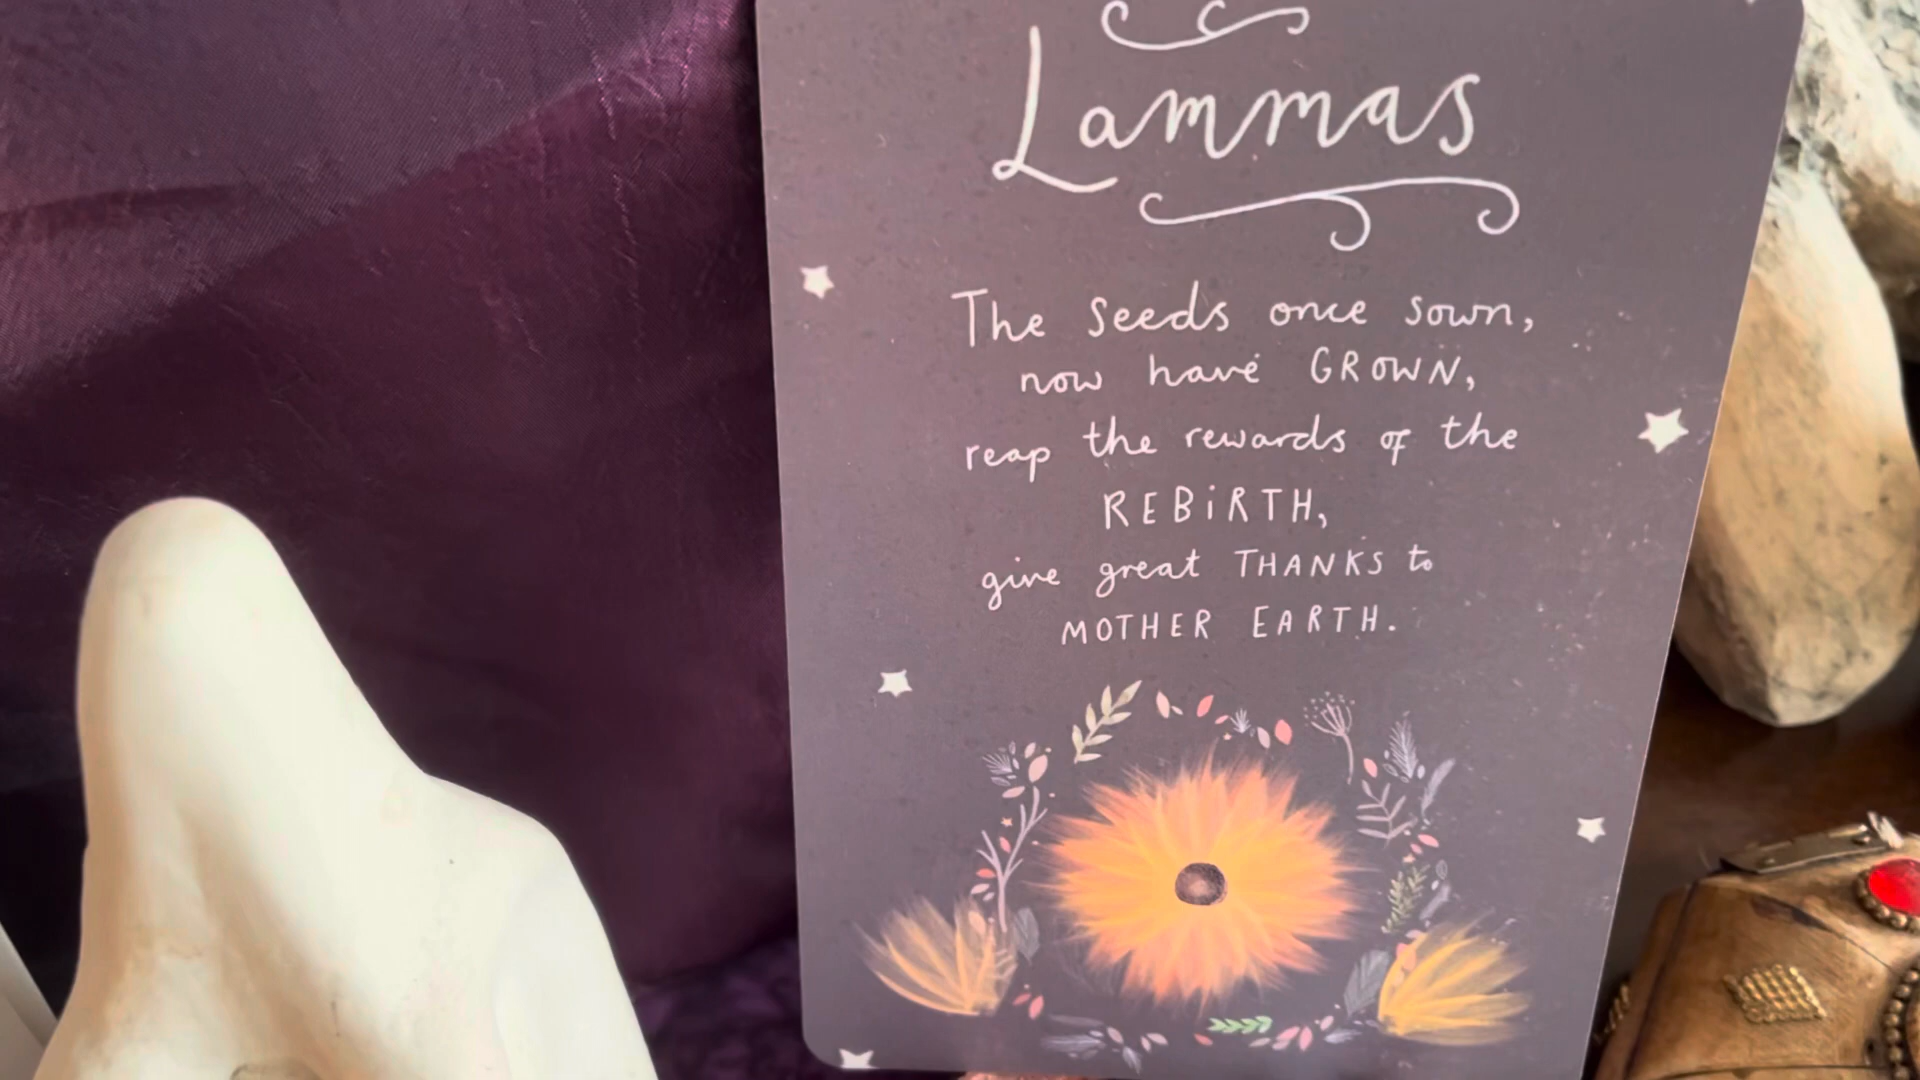 Lammas
The Seeds once sown,
now have GROWN,
reap the rewards of the
REBiRTH,
give great THANKS to
MOTHER EARTH.